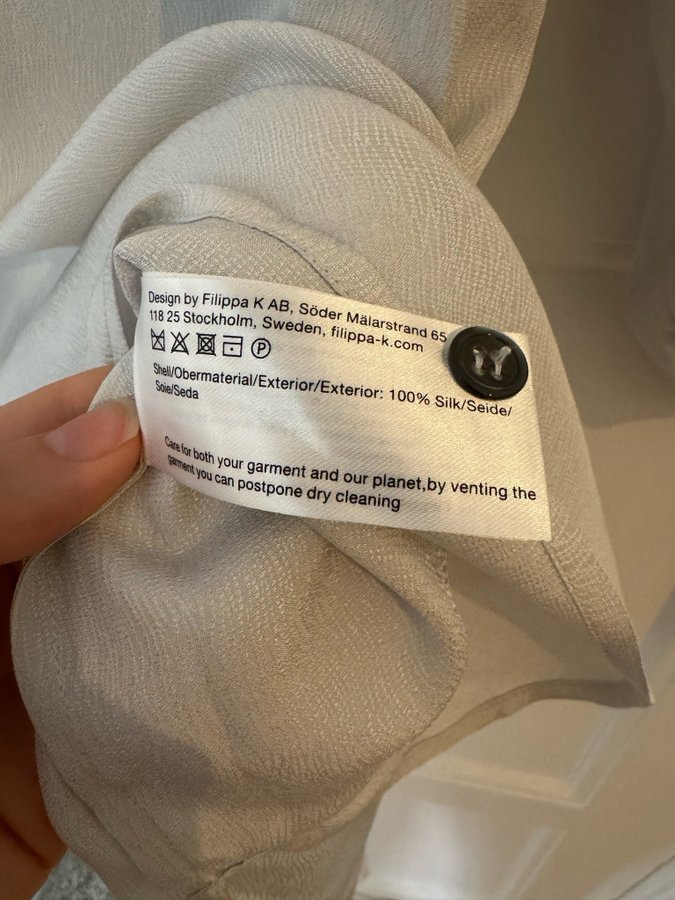 Design by Filippa K AB, Söder Mälarstrand 65
118 25 Stockholm, Sweden, filippa-k.com
P
Shell/Obermaterial/Exterior/Exterior: 100% Silk/Seide/
Soie/Seda
Care for both your garment and our planet,by venting the
garment you can postpone dry cleaning